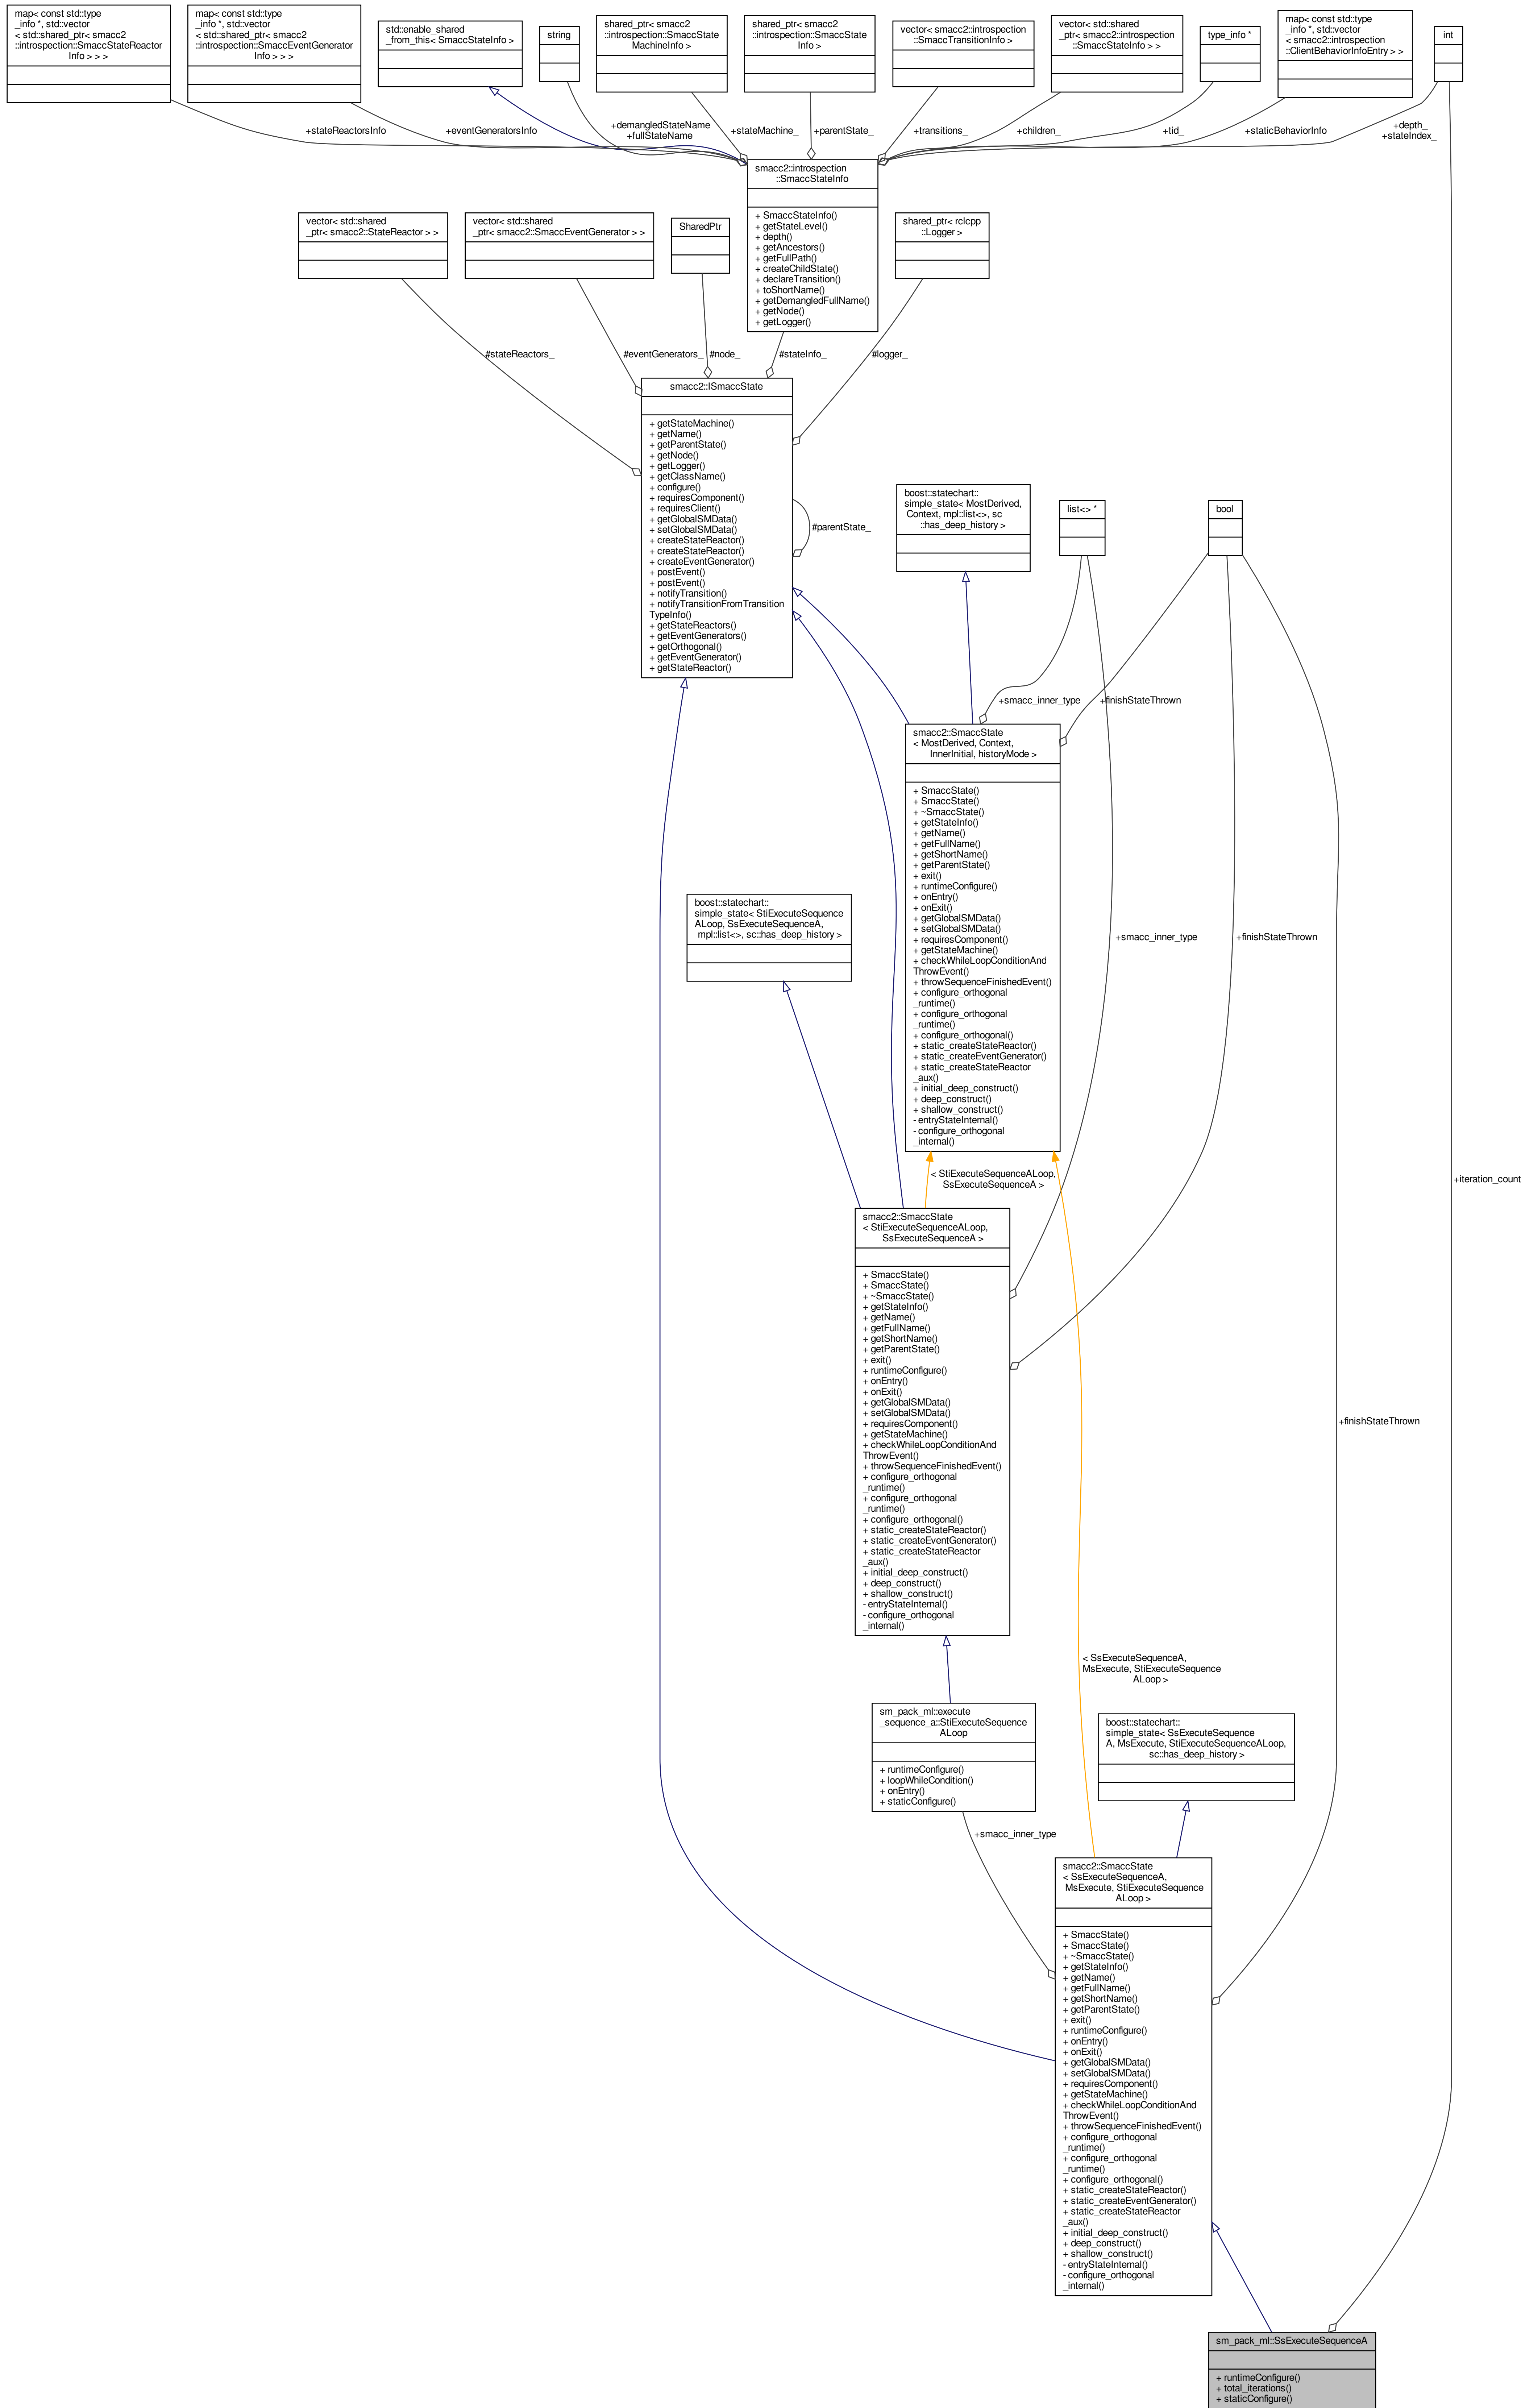 map< const std::type
_info *, std::vector
< std::shared_ptr< smacc2
::introspection::SmaccStateReactor
Info > > >
map< const std::type
_info *, std::vector
< std::shared_ptr< smacc2
::introspection::SmaccEventGenerator
Info > > >
std::enable_shared
_from_this< SmaccStateInfo >
string
shared_ptr< smacc2
::introspection::SmaccState
MachineInfo >
shared_ptr< smacc2
::introspection::SmaccState
Info >
vector< smacc2::introspection
::SmaccTransitionInfo >
vector< std::shared
_ptr< smacc2::introspection
::SmaccStateInfo > >
type_info *
map< const std::type
_info *, std::vector
< smacc2::introspection
::ClientBehaviorInfoEntry > >
int
+stateReactorsInfo
+eventGeneratorsInfo
+demangledStateName
+fullStateName
+stateMachine_
+parentState_
+transitions_
+children_
+tid_
+staticBehaviorInfo
+depth_
+stateIndex_
smacc2::introspection
::SmaccStateInfo
+ SmaccStateInfo()
+ getStateLevel()
+ depth()
+ getAncestors()
+ getFullPath()
+ createChildState()
+ declareTransition()
+ toShortName()
+ getDemangledFullName()
+ getNode()
+ getLogger()
vector< std::shared
_ptr< smacc2::StateReactor > >
vector< std::shared
_ptr< smacc2::SmaccEventGenerator > >
SharedPtr
shared_ptr< rclcpp
::Logger >
#stateReactors_
#eventGenerators_
#node_
#stateInfo_
#logger_
smacc2::ISmaccState
+ getStateMachine()
+ getName()
+ getParentState()
+ getNode()
+ getLogger()
+ getClassName()
+ configure()
+ requiresComponent()
+ requiresClient()
+ getGlobalSMData()
+ setGlobalSMData()
+ createStateReactor()
+ createStateReactor()
+ createEventGenerator()
+ postEvent()
+ postEvent()
+ notifyTransition()
+ notifyTransitionFromTransition
TypeInfo()
+ getStateReactors()
+ getEventGenerators()
+ getOrthogonal()
+ getEventGenerator()
+ getStateReactor()
#parentState_
boost::statechart::
simple_state< MostDerived,
Context, mpl::list<>, sc
::has_deep_history >
list<> *
bool
+smacc_inner_type
+finishStateThrown
smacc2::SmaccState
< MostDerived, Context,
InnerInitial, historyMode >
+ SmaccState()
+ SmaccState()
+ ~SmaccState()
+ getStateInfo()
+ getName()
+ getFullName()
+ getShortName()
+ getParentState()
+ exit()
+ runtimeConfigure()
+ onEntry()
+ onExit()
+ getGlobalSMData()
+ setGlobalSMData()
+ requiresComponent()
+ getStateMachine()
+ checkWhileLoopConditionAnd
ThrowEvent()
+ throwSequenceFinishedEvent()
+ configure_orthogonal
_runtime()
+ configure_orthogonal
_runtime()
+ configure_orthogonal()
+ static_createStateReactor()
+ static_createEventGenerator()
+ static_createStateReactor
_aux()
+ initial_deep_construct()
+ deep_construct()
+ shallow_construct()
- entryStateInternal()
- configure_orthogonal
_internal()
boost::statechart::
simple_state< StiExecuteSequence
ALoop, SsExecuteSequenceA,
mpl::list<>, sc::has_deep_history >
+smacc_inner_type
+finishStateThrown
< StiExecuteSequenceALoop,
SsExecuteSequenceA >
+iteration_count
smacc2::SmaccState
< StiExecuteSequenceALoop,
SsExecuteSequenceA >
+ SmaccState()
+ SmaccState()
+ ~SmaccState()
+ getStateInfo()
+ getName()
+ getFullName()
+ getShortName()
+ getParentState()
+ exit()
+ runtimeConfigure()
+ onEntry()
+ onExit()
+ getGlobalSMData()
+ setGlobalSMData()
+ requiresComponent()
+ getStateMachine()
+ checkWhileLoopConditionAnd
ThrowEvent()
+ throwSequenceFinishedEvent()
+ configure_orthogonal
_runtime()
+ configure_orthogonal
_runtime()
+ configure_orthogonal()
+ static_createStateReactor()
+ static_createEventGenerator()
+ static_createStateReactor
_aux()
+ initial_deep_construct()
+ deep_construct()
+ shallow_construct()
- entryStateInternal()
- configure_orthogonal
_internal()
+finishStateThrown
< SsExecuteSequenceA,
MsExecute, StiExecuteSequence
ALoop >
sm_pack_ml::execute
_sequence_a::StiExecuteSequence
ALoop
+ runtimeConfigure()
+ loopWhileCondition()
+ onEntry()
+ staticConfigure()
boost::statechart::
simple_state< SsExecuteSequence
A, MsExecute, StiExecuteSequenceALoop,
sc::has_deep_history >
+smacc_inner_type
smacc2::SmaccState
< SsExecuteSequenceA,
MsExecute, StiExecuteSequence
ALoop >
+ SmaccState()
+ SmaccState()
+ ~SmaccState()
+ getStateInfo()
+ getName()
+ getFullName()
+ getShortName()
+ getParentState()
+ exit()
+ runtimeConfigure()
+ onEntry()
+ onExit()
+ getGlobalSMData()
+ setGlobalSMData()
+ requiresComponent()
+ getStateMachine()
+ checkWhileLoopConditionAnd
ThrowEvent()
+ throwSequenceFinishedEvent()
+ configure_orthogonal
_runtime()
+ configure_orthogonal
_runtime()
+ configure_orthogonal()
+ static_createStateReactor()
+ static_createEventGenerator()
+ static_createStateReactor
_aux()
+ initial_deep_construct()
+ deep_construct()
+ shallow_construct()
- entryStateInternal()
- configure_orthogonal
_internal()
sm_pack_ml::SsExecuteSequenceA
+ runtimeConfigure()
+ total_iterations()
+ staticConfigure()